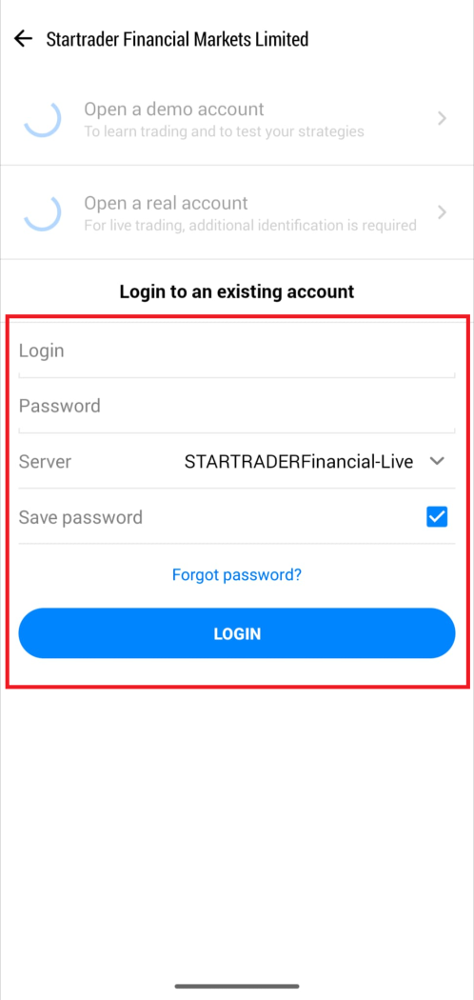 Startrader Financial Markets Limited
Open a demo account
To learn trading and to test your strategies
Open a real account
For live trading, additional identification is required
Login to an existing account
Login
Password
Server STARTRADERFinancial-Live
Save password
Forgot password?
LOGIN